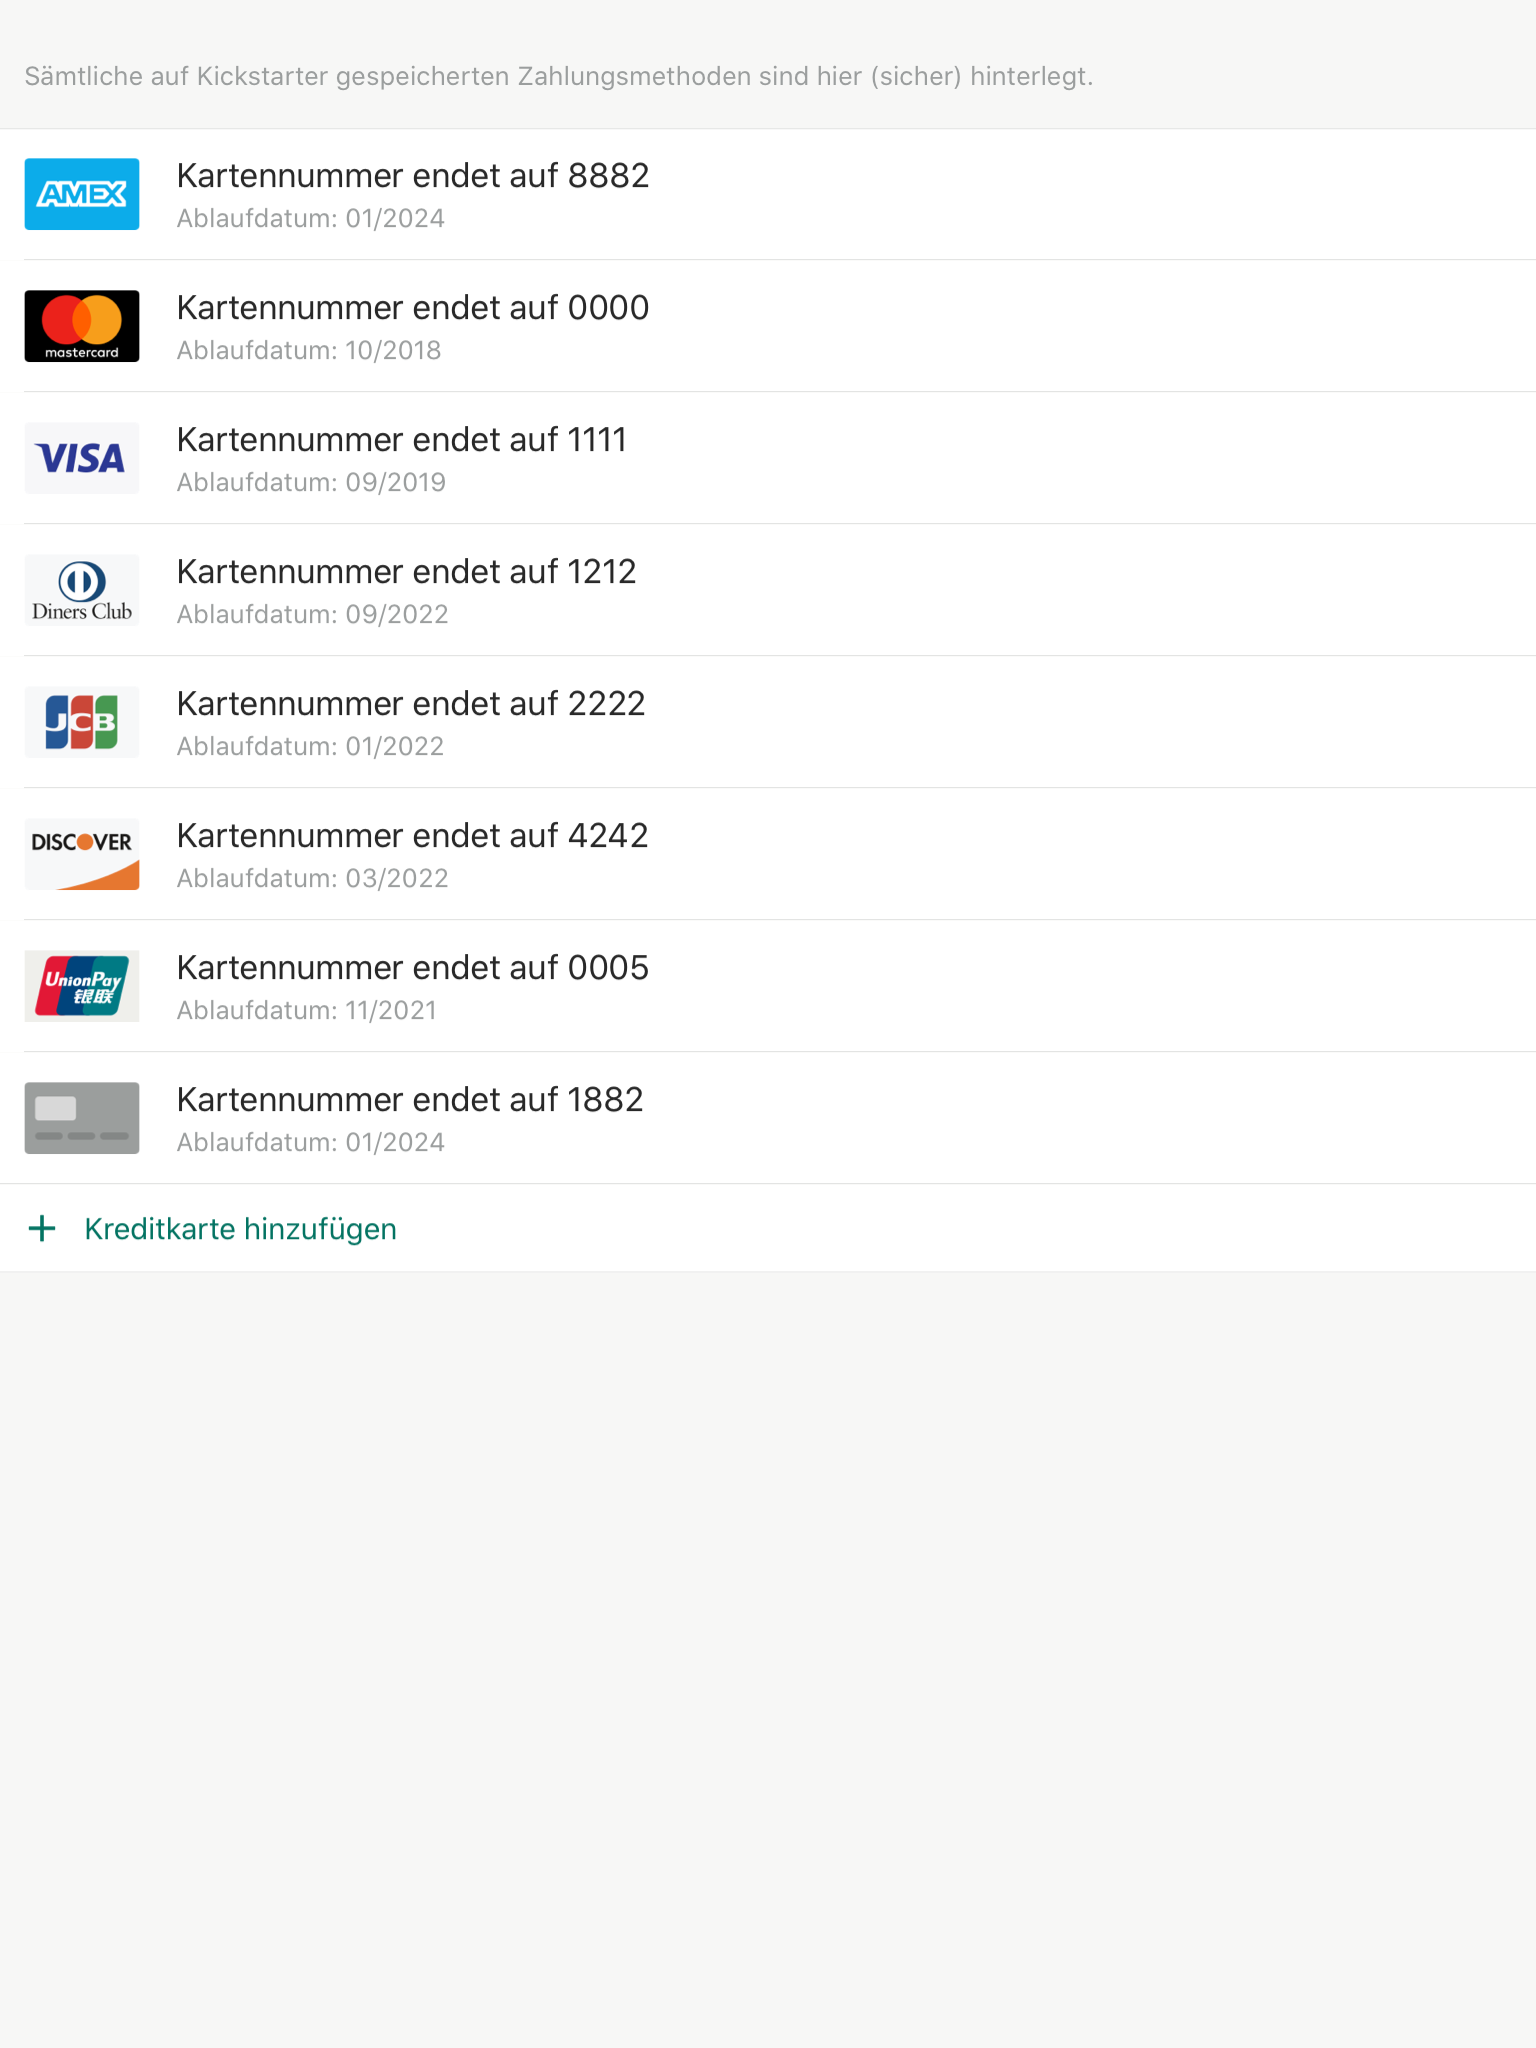 Sämtliche auf Kickstarter gespeicherten Zahlungsmethoden sind hier (sicher) hinterlegt.
AMEX
Kartennummer endet auf 8882
Ablaufdatum: 01/2024
mastercard
Kartennummer endet auf 0000
Ablaufdatum: 10/2018
VISA
Kartennummer endet auf 1111
Ablaufdatum: 09/2019
Diners Club
Kartennummer endet auf 1212
Ablaufdatum: 09/2022
JCB
Kartennummer endet auf 2222
Ablaufdatum: 01/2022
DISCOVER
Kartennummer endet auf 4242
Ablaufdatum: 03/2022
UnionPay
银联
Kartennummer endet auf 0005
Ablaufdatum: 11/2021
Kartennummer endet auf 1882
Ablaufdatum: 01/2024
Kreditkarte hinzufügen